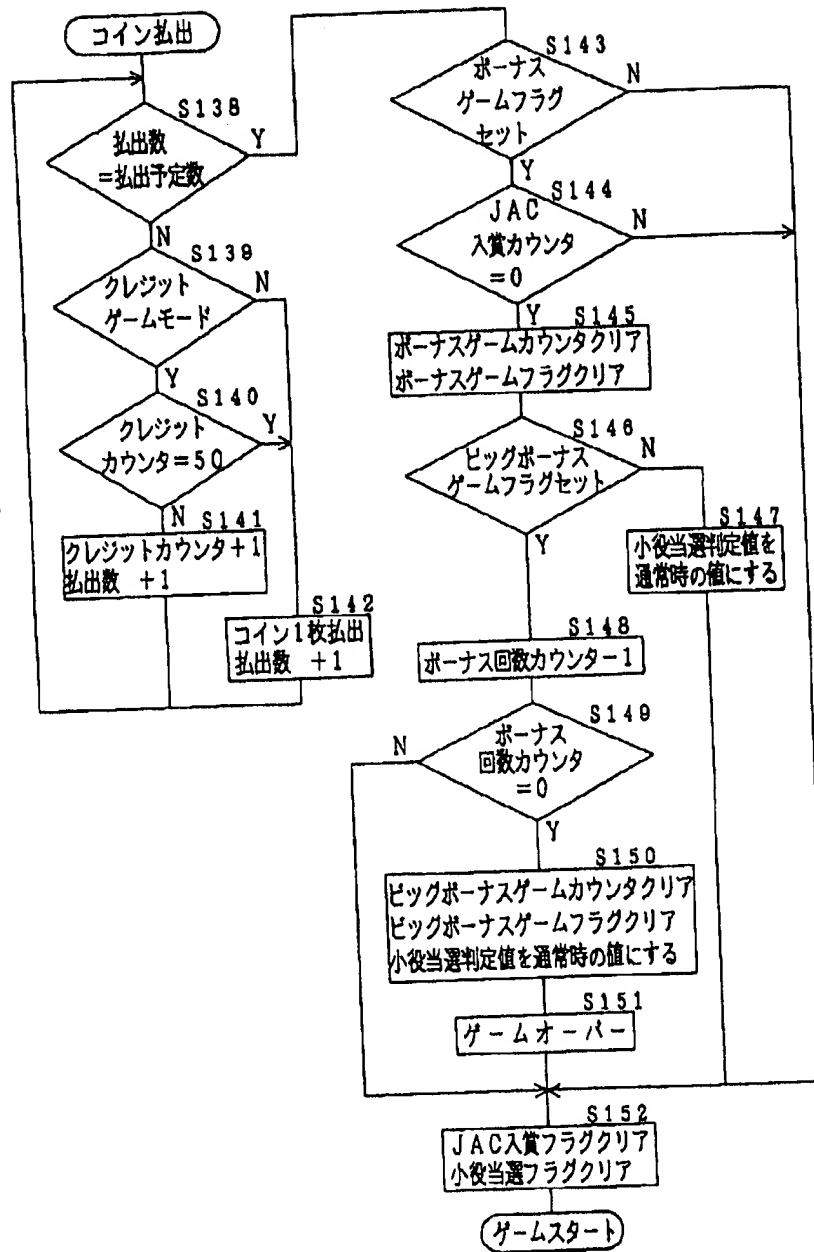 コイン払出
S138
払出数
=払出予定数
Y
N
S139
クレジット
ゲームモード
N
Y
S140
クレジット
カウンタ=50
Y
N
S141
クレジットカウンタ+1
払出数 +1
S142
コイン1枚払出
払出数 +1
S143
ボーナス
ゲームフラグ
セット
N
Y
S144
JAC
入賞カウンタ
=0
N
Y
S145
ボーナスゲームカウンタクリア
ボーナスゲームフラグクリア
S146
ビッグボーナス
ゲームフラグセット
N
Y
S147
小役当選判定値を
通常時の値にする
S148
ボーナス回数カウンタ-1
S149
ボーナス
回数カウンタ
=0
N
Y
S150
ビッグボーナスゲームカウンタクリア
ビッグボーナスゲームフラグクリア
小役当選判定値を通常時の値にする
S151
ゲームオーバー
S152
JAC入賞フラグクリア
小役当選フラグクリア
ゲームスタート